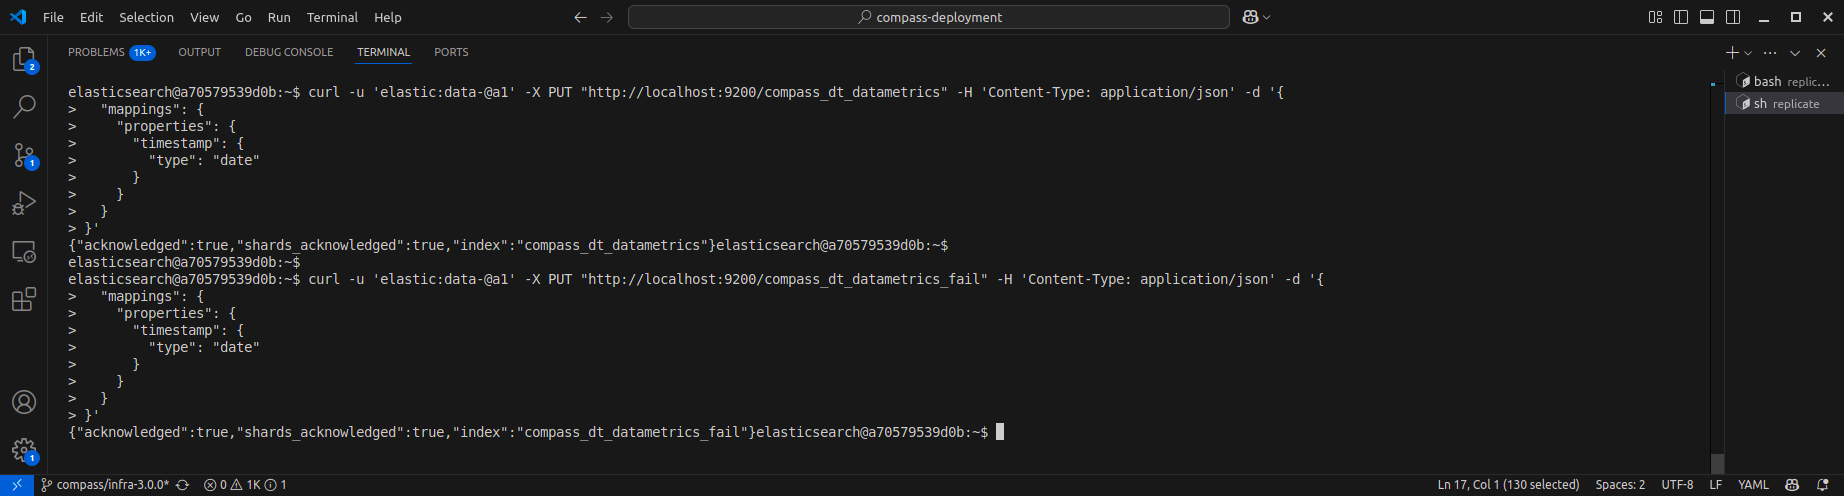 File Edit Selection View Go Run Terminal Help compass-deployment
PROBLEMS 1K+ OUTPUT DEBUG CONSOLE TERMINAL PORTS
elasticsearch@a70579539d0b:~$ curl -u 'elastic:data-@a1' -X PUT "http://localhost:9200/compass_dt_datametrics" -H 'Content-Type: application/json' -d '{
>   "mappings": {
>     "properties": {
>       "timestamp": {
>         "type": "date"
>       }
>     }
>   }
> }'
{"acknowledged":true,"shards_acknowledged":true,"index":"compass_dt_datametrics"}elasticsearch@a70579539d0b:~$
elasticsearch@a70579539d0b:~$
elasticsearch@a70579539d0b:~$ curl -u 'elastic:data-@a1' -X PUT "http://localhost:9200/compass_dt_datametrics_fail" -H 'Content-Type: application/json' -d '{
>   "mappings": {
>     "properties": {
>       "timestamp": {
>         "type": "date"
>       }
>     }
>   }
> }'
{"acknowledged":true,"shards_acknowledged":true,"index":"compass_dt_datametrics_fail"}elasticsearch@a70579539d0b:~$
bash replic...
sh replicate
2
1
1
compass/infra-3.0.0* 0 1K 1 Ln 17, Col 1 (130 selected) Spaces: 2 UTF-8 LF YAML